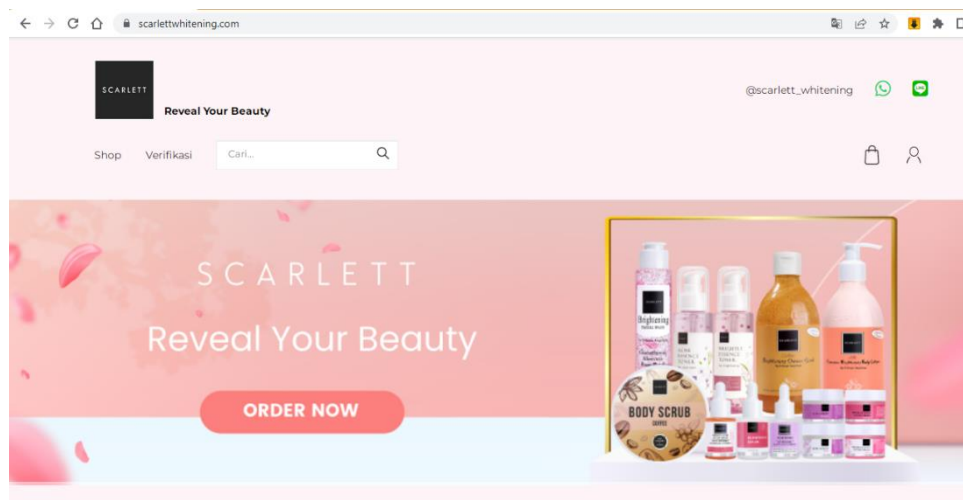 scarlettwhitening.com
SCARLETT
Reveal Your Beauty
@scarlett_whitening
Shop Verifikasi Cari...
SCARLETT
Reveal Your Beauty
ORDER NOW
Brightening
BODY SCRUB
COFFEE